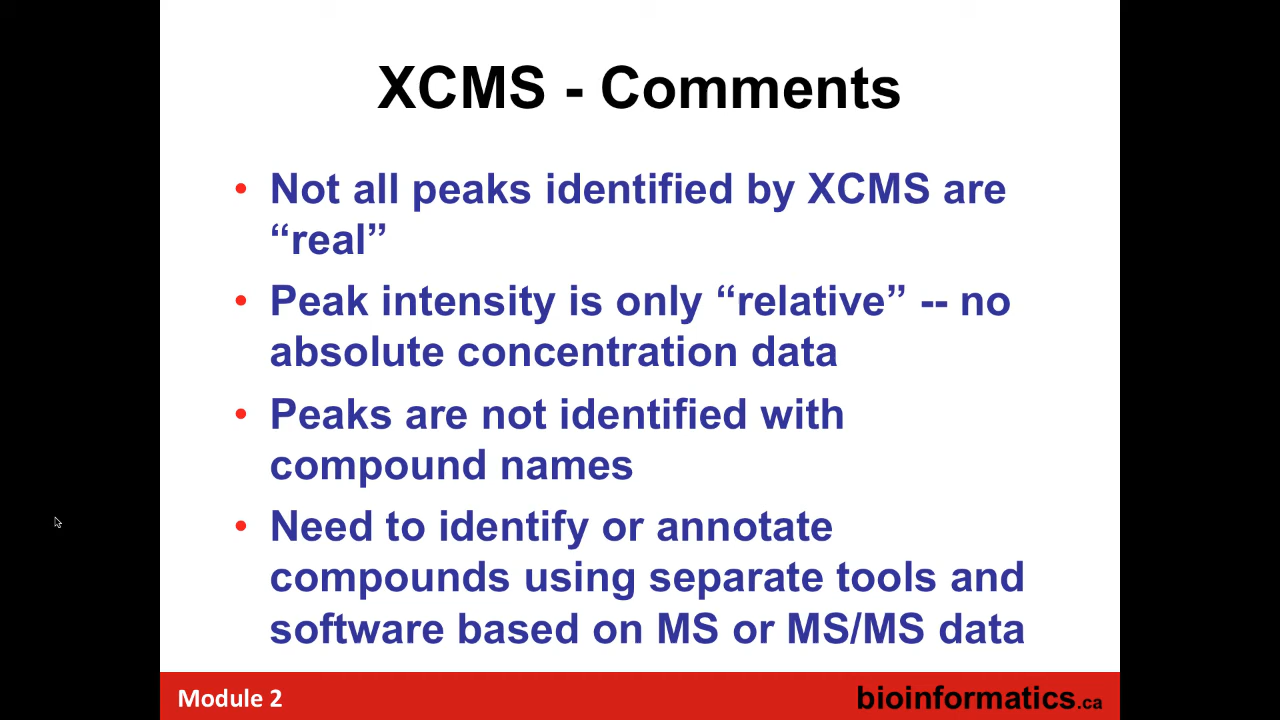 XCMS - Comments
• Not all peaks identified by XCMS are
“real”
• Peak intensity is only “relative” -- no
absolute concentration data
• Peaks are not identified with
compound names
• Need to identify or annotate
compounds using separate tools and
software based on MS or MS/MS data
Module 2
bioinformatics.ca